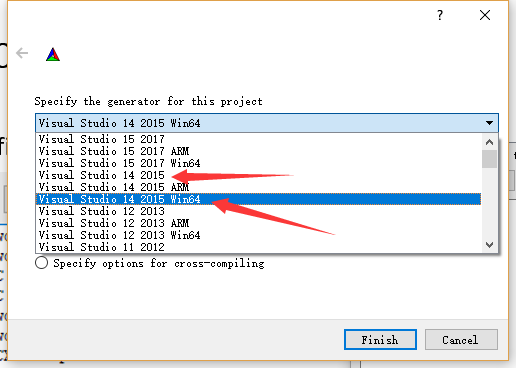 ?
Specify the generator for this project
Visual Studio 14 2015 Win64
Visual Studio 15 2017
Visual Studio 15 2017 ARM
Visual Studio 15 2017 Win64
Visual Studio 14 2015
Visual Studio 14 2015 ARM
Visual Studio 14 2015 Win64
Visual Studio 12 2013
Visual Studio 12 2013 ARM
Visual Studio 12 2013 Win64
Visual Studio 11 2012
Specify options for cross-compiling
Finish
Cancel